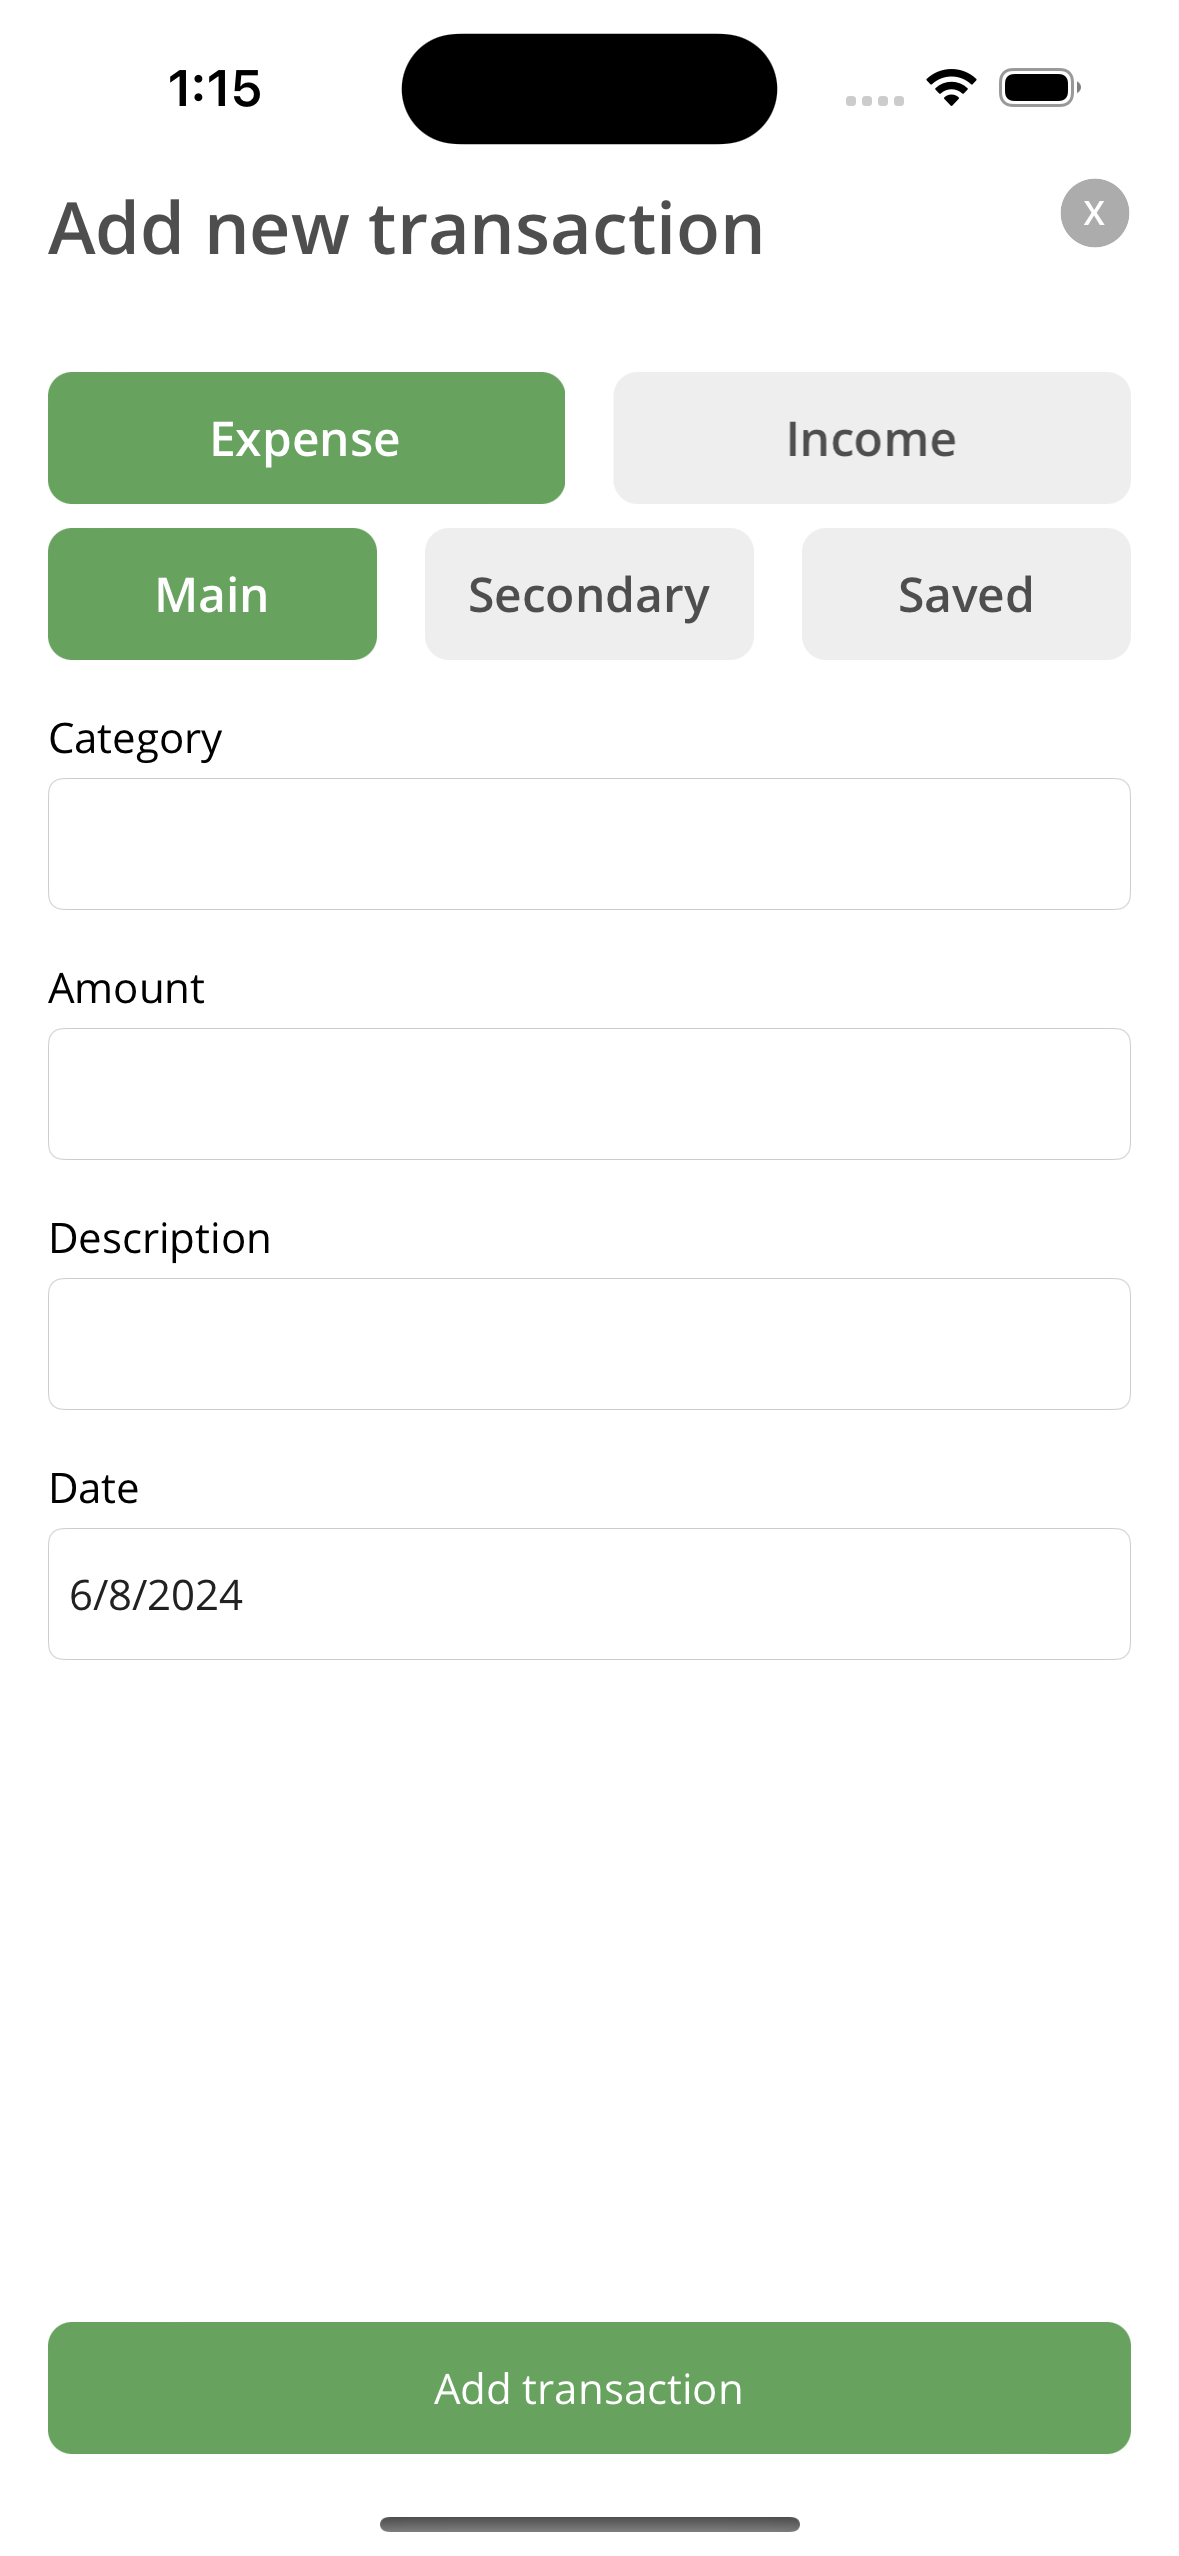 1:15
Add new transaction
X
Expense
Income
Main
Secondary
Saved
Category
Amount
Description
Date
6/8/2024
Add transaction